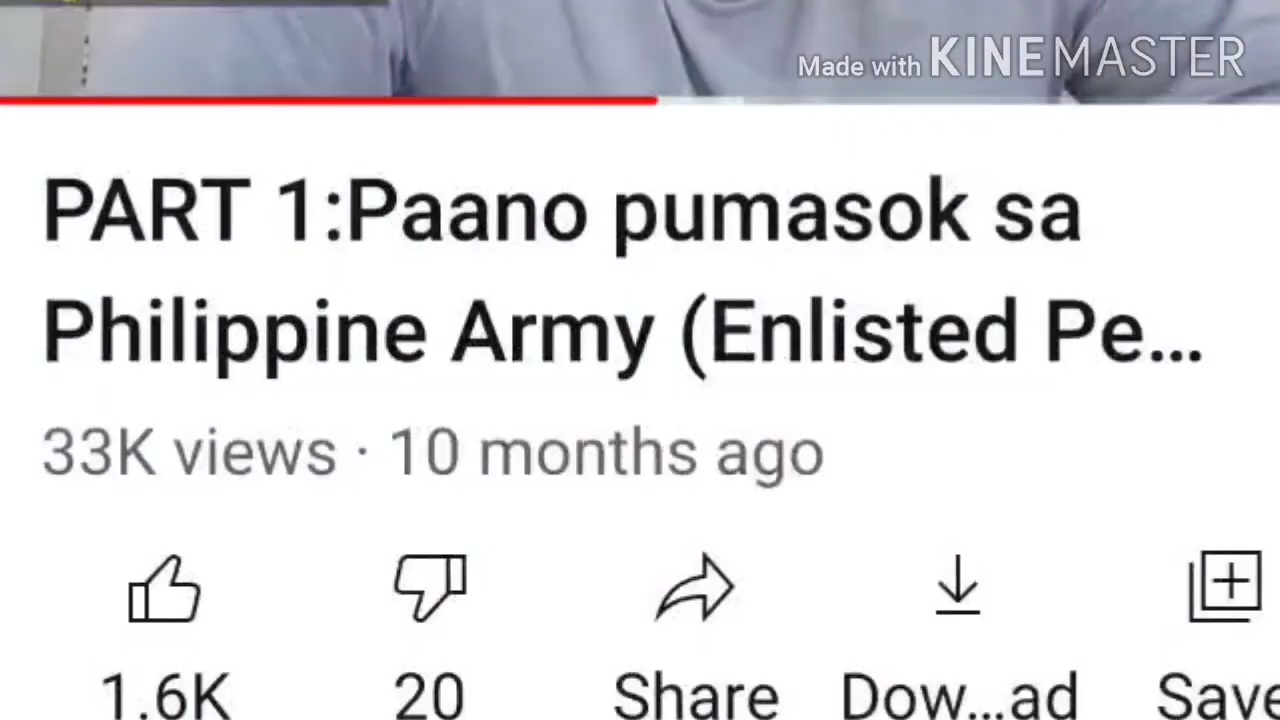 Made with KINEMASTER
PART 1:Paano pumasok sa
Philippine Army (Enlisted Pe...
33K views · 10 months ago
1.6K 20 Share Dow...ad Save